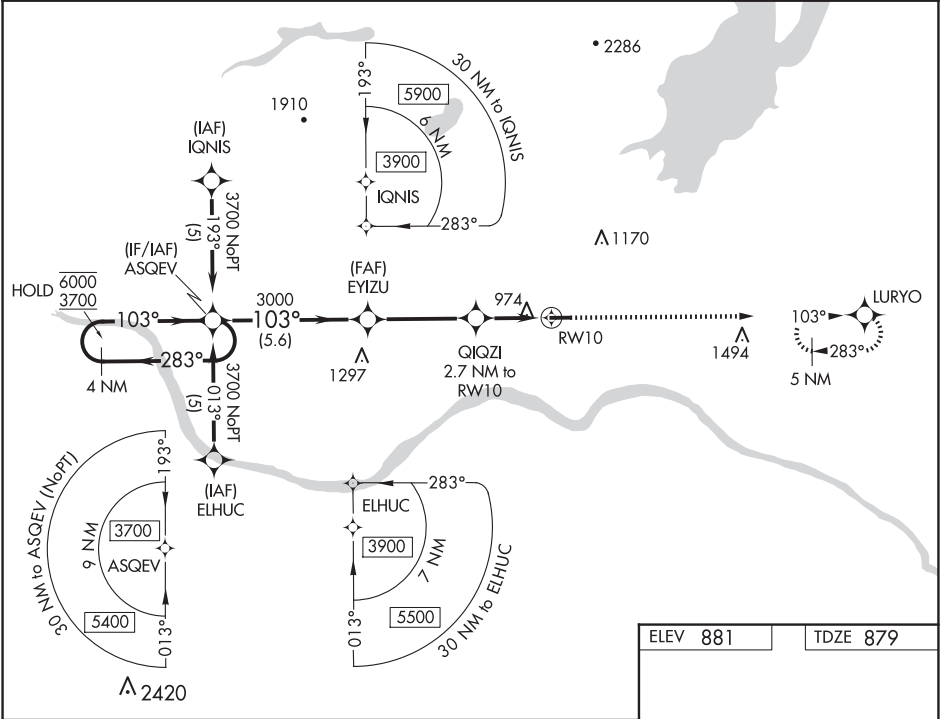 2286
1910
193°
5900
6 NM
3900
IQNIS
283°
30 NM to IQNIS
(IAF)
IQNIS
3700 NoPT
193°
(5)
1170
(IF/IAF)
ASQEV
HOLD
6000
3700
103°
283°
4 NM
3000
103°
(5.6)
(FAF)
EYIZU
1297
974
QIQZI
2.7 NM to
RW10
RW10
1494
LURYO
103°
283°
5 NM
3700 NoPT
013°
(5)
(IAF)
ELHUC
30 NM to ASQEV (NoPT)
193°
9 NM
3700
ASQEV
5400
013°
2420
283°
ELHUC
3900
7 NM
5500
013°
30 NM to ELHUC
ELEV 881
TDZE 879